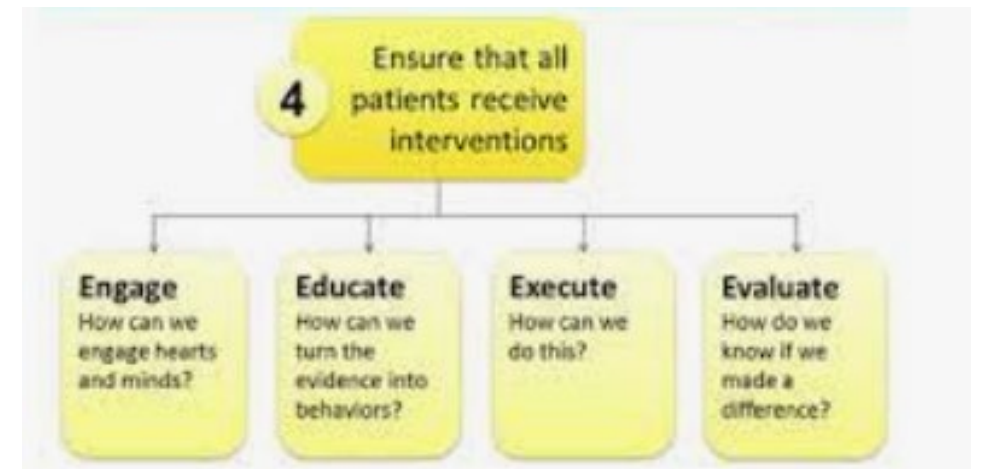 4
Ensure that all
patients receive
interventions
Engage
How can we
engage hearts
and minds?
Educate
How can we
turn the
evidence into
behaviors?
Execute
How can we
do this?
Evaluate
How do we
know if we
made a
difference?